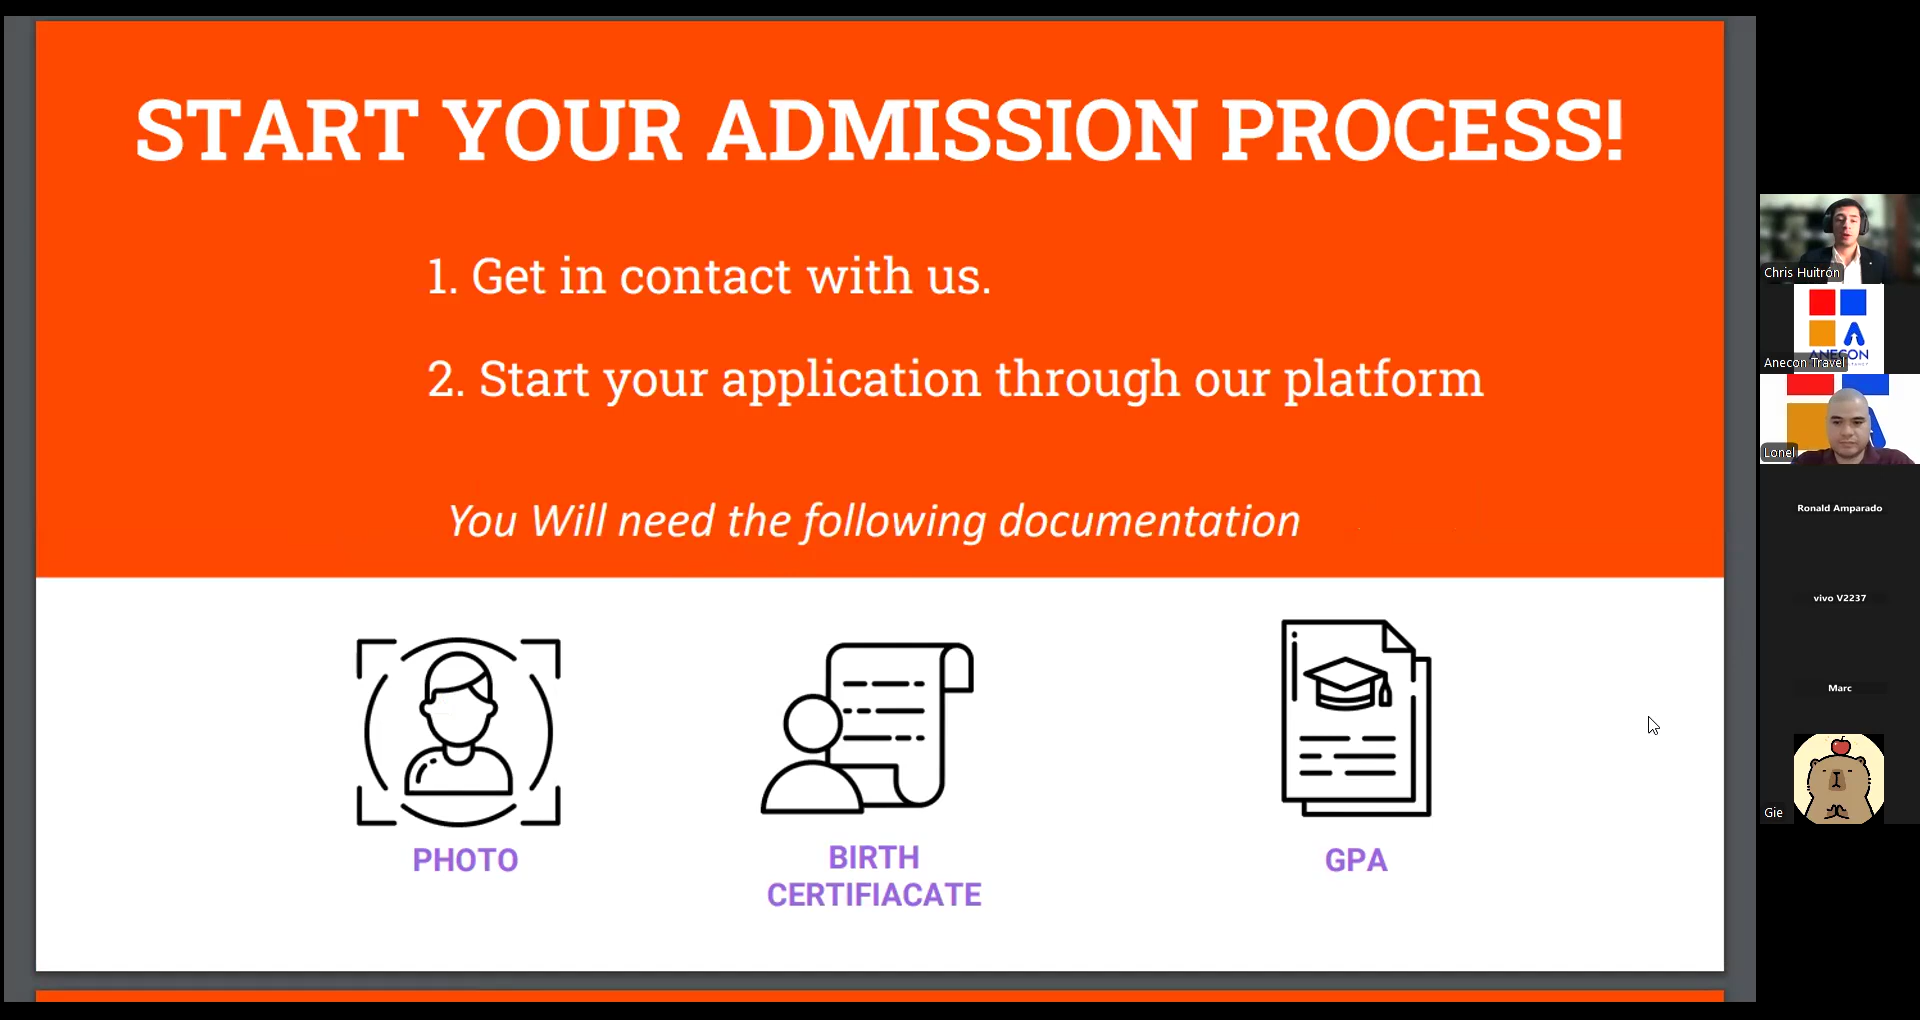 START YOUR ADMISSION PROCESS!
1. Get in contact with us.
2. Start your application through our platform
You Will need the following documentation
PHOTO
BIRTH
CERTIFIACATE
GPA
Chris Huitrón
ANECON
Anecon Travel
Lonel
Ronald Amparado
vivo V2237
Marc
Gie